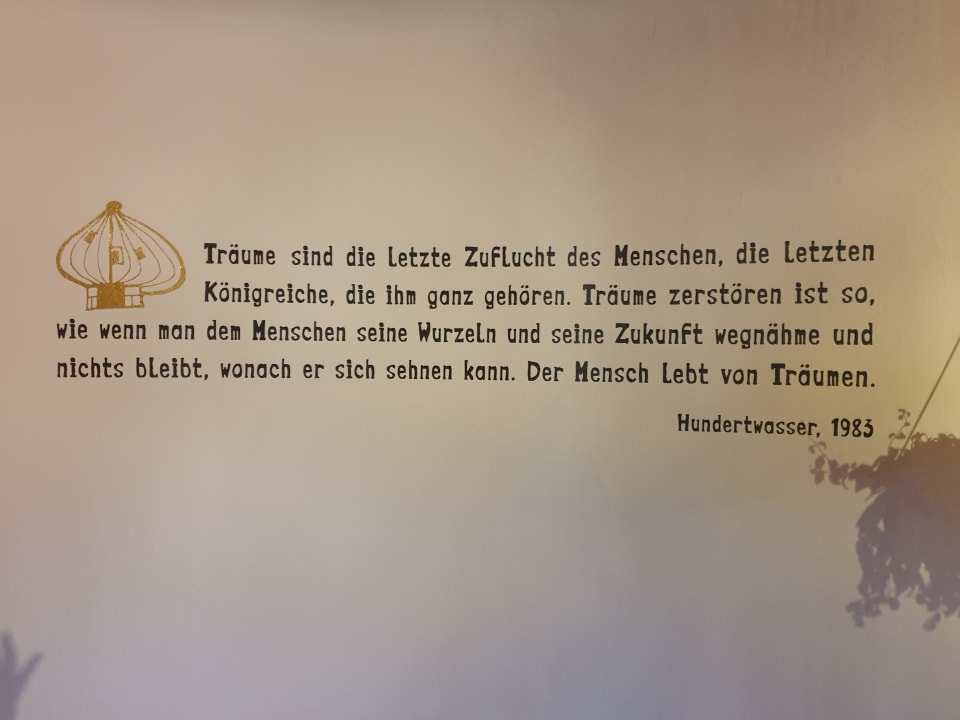 Träume sind die letzte Zuflucht des Menschen, die letzten
Königreiche, die ihm ganz gehören. Träume zerstören ist so,
wie wenn man dem Menschen seine Wurzeln und seine Zukunft wegnähme und
nichts bleibt, wonach er sich sehnen kann. Der Mensch lebt von Träumen.
Hundertwasser, 1983